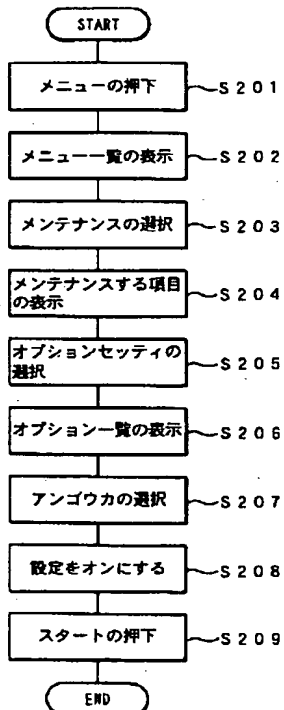 START
メニューの押下
S201
メニュー一覧の表示
S202
メンテナンスの選択
S203
メンテナンスする項目
の表示
S204
オプションセッティの
選択
S205
オプション一覧の表示
S206
アンゴウカの選択
S207
設定をオンにする
S208
スタートの押下
S209
END